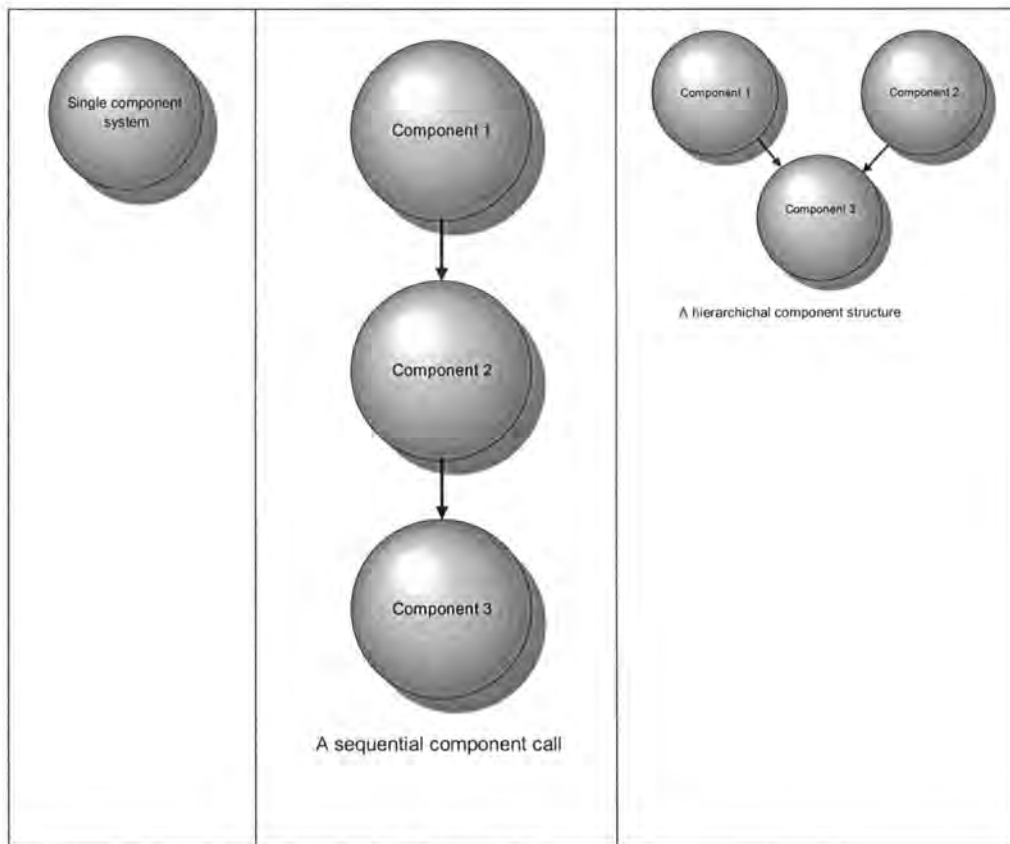 Single component
system
Component 1
Component 2
Component 3
A sequential component call
Component 1
Component 2
Component 3
A hierarchichal component structure